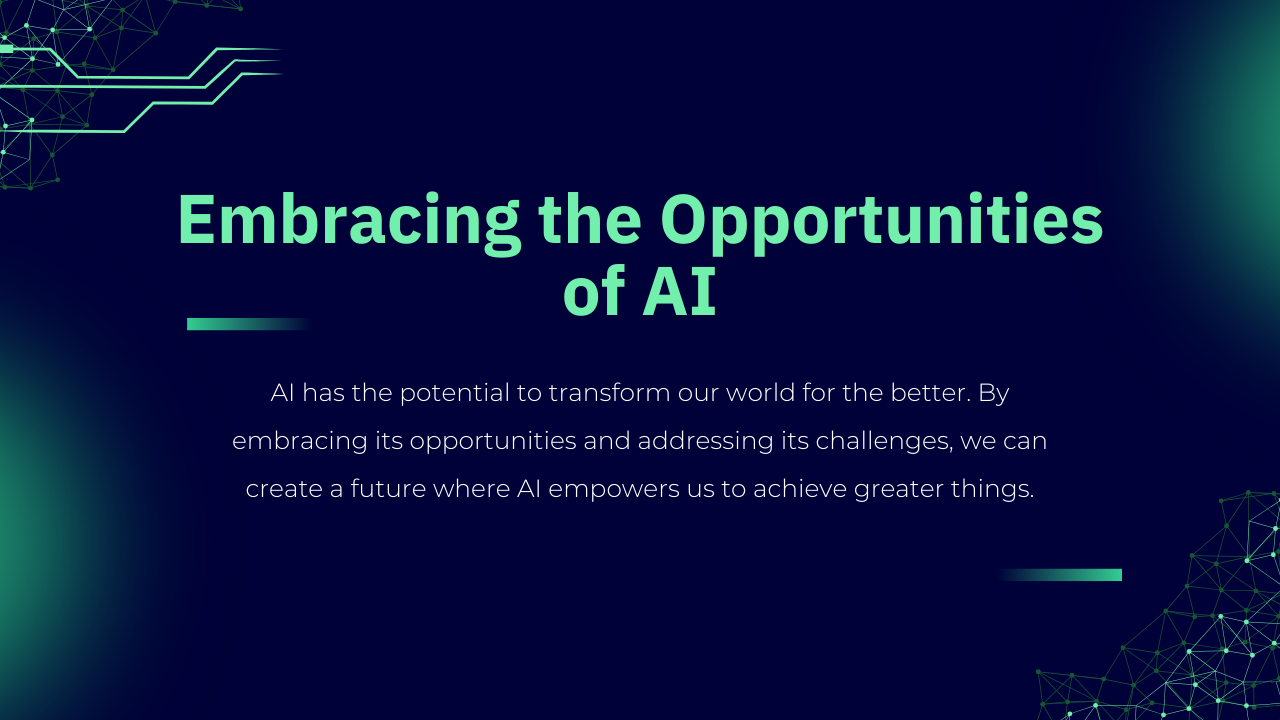 Embracing the Opportunities
of AI
AI has the potential to transform our world for the better. By
embracing its opportunities and addressing its challenges, we can
create a future where AI empowers us to achieve greater things.